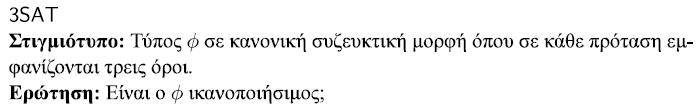 3SAT
Στιγμιότυπο: Τύπος ϕ σε κανονική συζευκτική μορφή όπου σε κάθε πρόταση εμ-
φανίζονται τρεις όροι.
Ερώτηση: Είναι ο ϕ ικανοποιήσιμος;